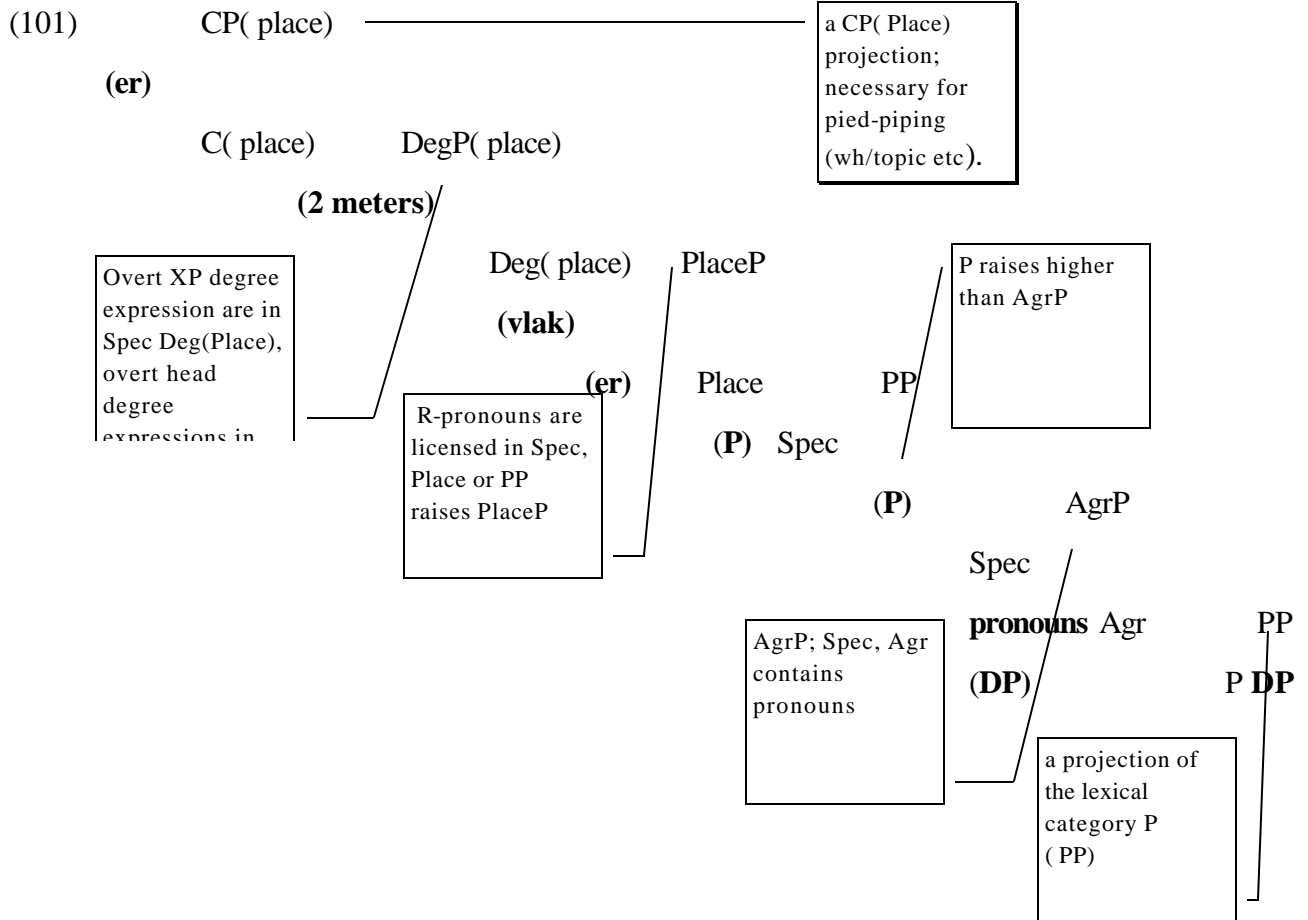 (101) CP( place)
a CP( Place)
projection;
necessary for
pied-piping
(wh/topic etc).
(er)
C( place) DegP( place)
(2 meters)
Overt XP degree
expression are in
Spec Deg(Place),
overt head
degree
expressions in
Deg( place) PlaceP
(vlak)
P raises higher
than AgrP
(er) Place PP
R-pronouns are
licensed in Spec,
Place or PP
raises PlaceP
(P) Spec
(P) AgrP
Spec
pronouns Agr PP
(DP) P DP
AgrP; Spec, Agr
contains
pronouns
a projection of
the lexical
category P
( PP)